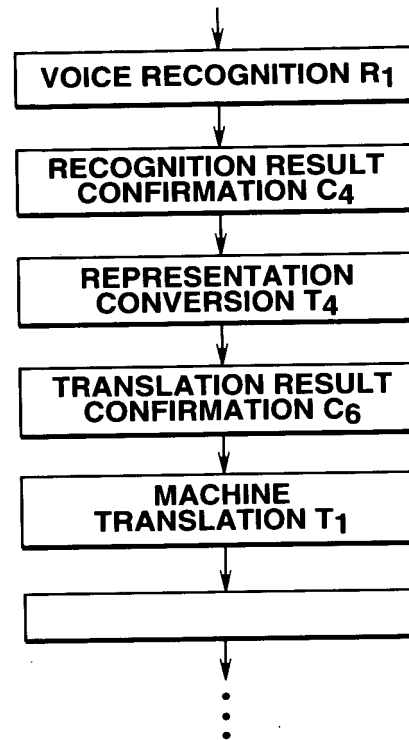 VOICE RECOGNITION R1
RECOGNITION RESULT
CONFIRMATION C4
REPRESENTATION
CONVERSION T4
TRANSLATION RESULT
CONFIRMATION C6
MACHINE
TRANSLATION T1